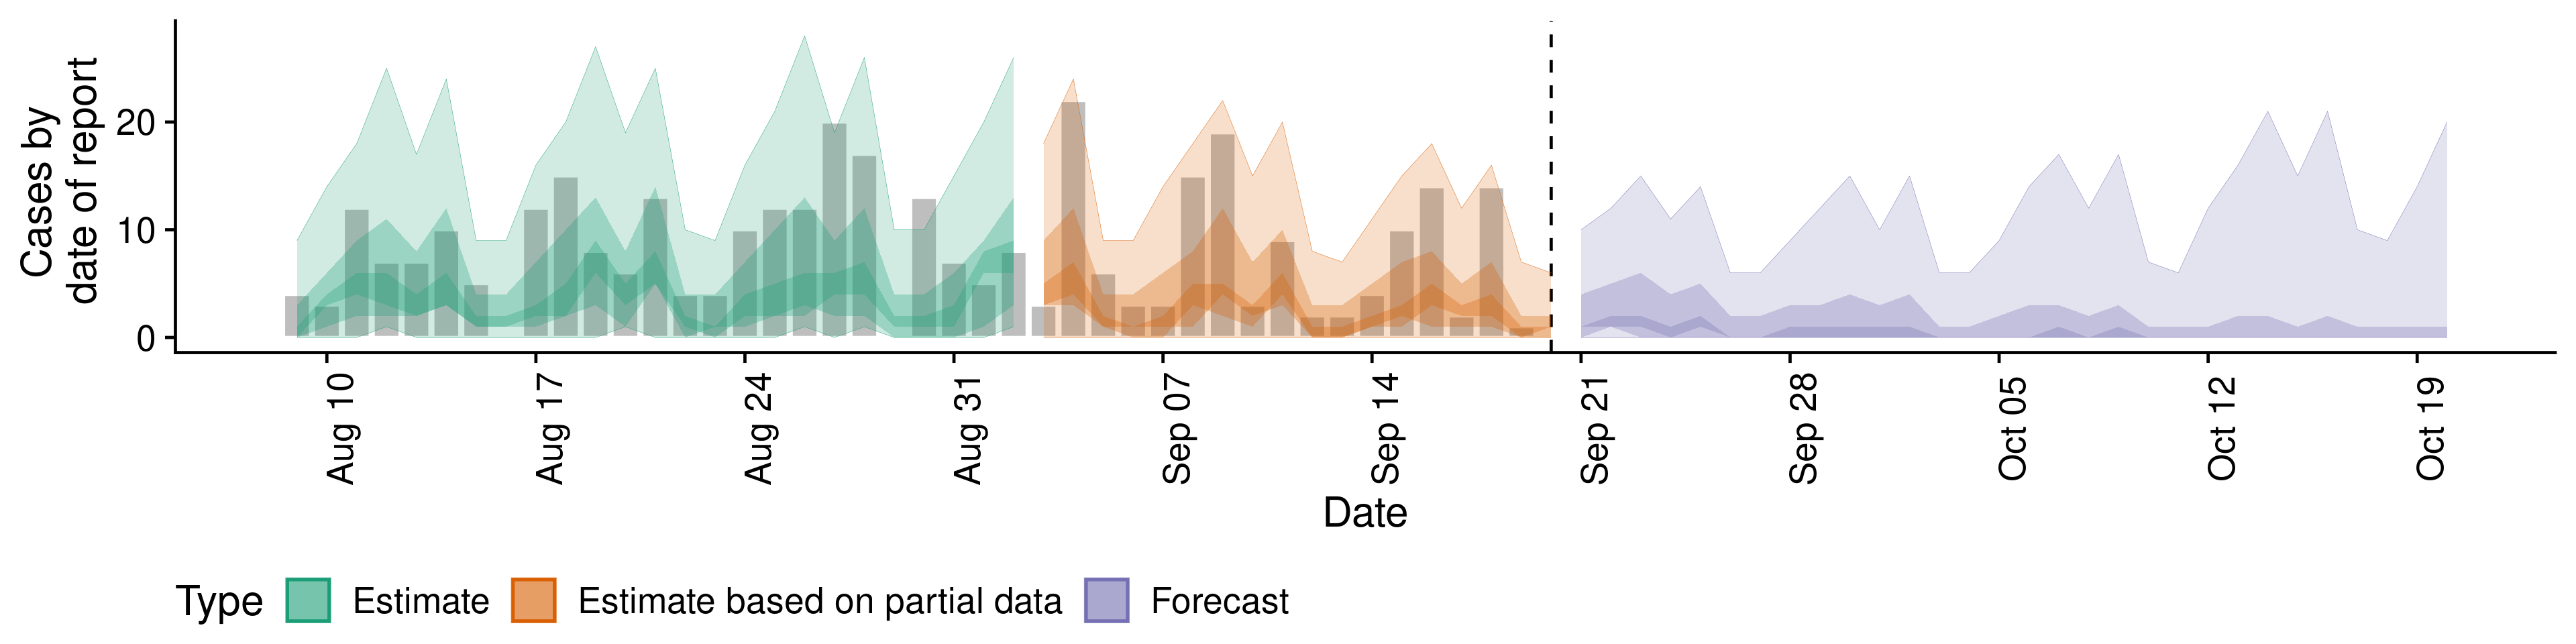 Cases by
date of report
20
10
0
Aug 10
Aug 17
Aug 24
Aug 31
Sep 07
Sep 14
Sep 21
Sep 28
Oct 05
Oct 12
Oct 19
Date
Type
Estimate
Estimate based on partial data
Forecast